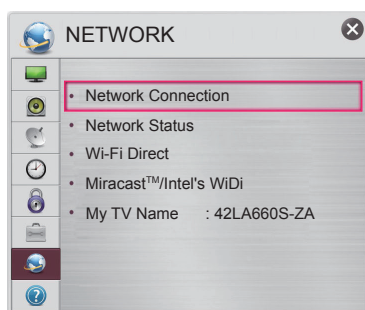 NETWORK
• Network Connection
• Network Status
• Wi-Fi Direct
• Miracast™/Intel's WiDi
• My TV Name : 42LA660S-ZA